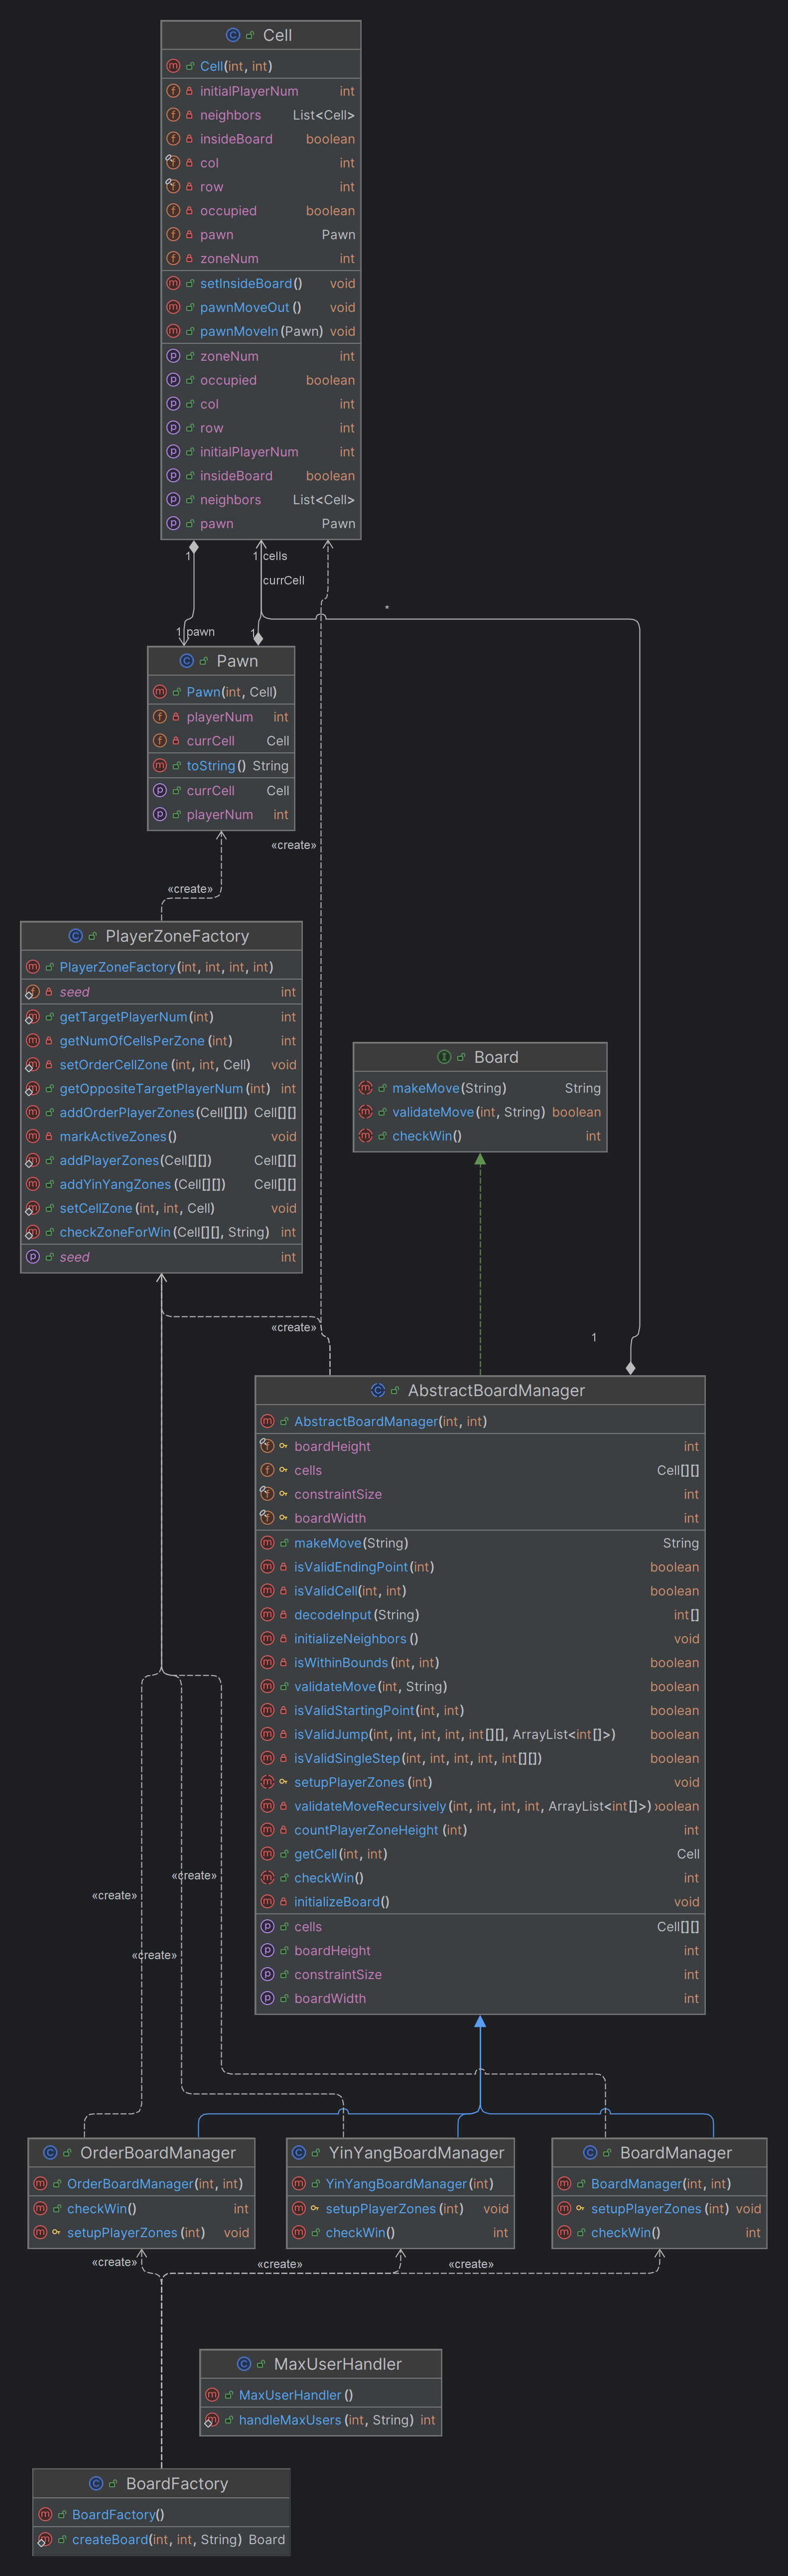 Cell
Cell(int, int)
initialPlayerNum int
neighbors List<Cell>
insideBoard boolean
col int
row int
occupied boolean
pawn Pawn
zoneNum int
setInsideBoard() void
pawnMoveOut () void
pawnMoveIn (Pawn) void
zoneNum int
occupied boolean
col int
row int
initialPlayerNum int
insideBoard boolean
neighbors List<Cell>
pawn Pawn
1
1 cells
currCell
*
1 pawn
1
Pawn
Pawn(int, Cell)
playerNum int
currCell Cell
toString() String
currCell Cell
playerNum int
«create»
«create»
PlayerZoneFactory
PlayerZoneFactory(int, int, int, int)
seed int
getTargetPlayerNum(int) int
getNumOfCellsPerZone (int) int
setOrderCellZone (int, int, Cell) void
getOppositeTargetPlayerNum (int) int
addOrderPlayerZones(Cell[][]) Cell[][]
markActiveZones() void
addPlayerZones(Cell[][]) Cell[][]
addYinYangZones (Cell[][]) Cell[][]
setCellZone (int, int, Cell) void
checkZoneForWin (Cell[][], String) int
seed int
Board
makeMove(String) String
validateMove(int, String) boolean
checkWin() int
«create»
1
AbstractBoardManager
AbstractBoardManager(int, int)
boardHeight int
cells Cell[][]
constraintSize int
boardWidth int
makeMove(String) String
isValidEndingPoint(int) boolean
isValidCell(int, int) boolean
decodeInput (String) int[]
initializeNeighbors () void
isWithinBounds (int, int) boolean
validateMove (int, String) boolean
isValidStartingPoint(int, int) boolean
isValidJump(int, int, int, int, int[][], ArrayList<int[]>) boolean
isValidSingleStep(int, int, int, int, int[][]) boolean
setupPlayerZones (int) void
validateMoveRecursively (int, int, int, int, ArrayList<int[]>) boolean
countPlayerZoneHeight (int) int
getCell(int, int) Cell
checkWin() int
initializeBoard() void
cells Cell[][]
boardHeight int
constraintSize int
boardWidth int
«create»
«create»
«create»
OrderBoardManager
OrderBoardManager(int, int)
checkWin() int
setupPlayerZones (int) void
YinYangBoardManager
YinYangBoardManager(int)
setupPlayerZones (int) void
checkWin() int
BoardManager
BoardManager(int, int)
setupPlayerZones (int) void
checkWin() int
«create»
«create»
«create»
MaxUserHandler
MaxUserHandler ()
handleMaxUsers (int, String) int
BoardFactory
BoardFactory()
createBoard(int, int, String) Board